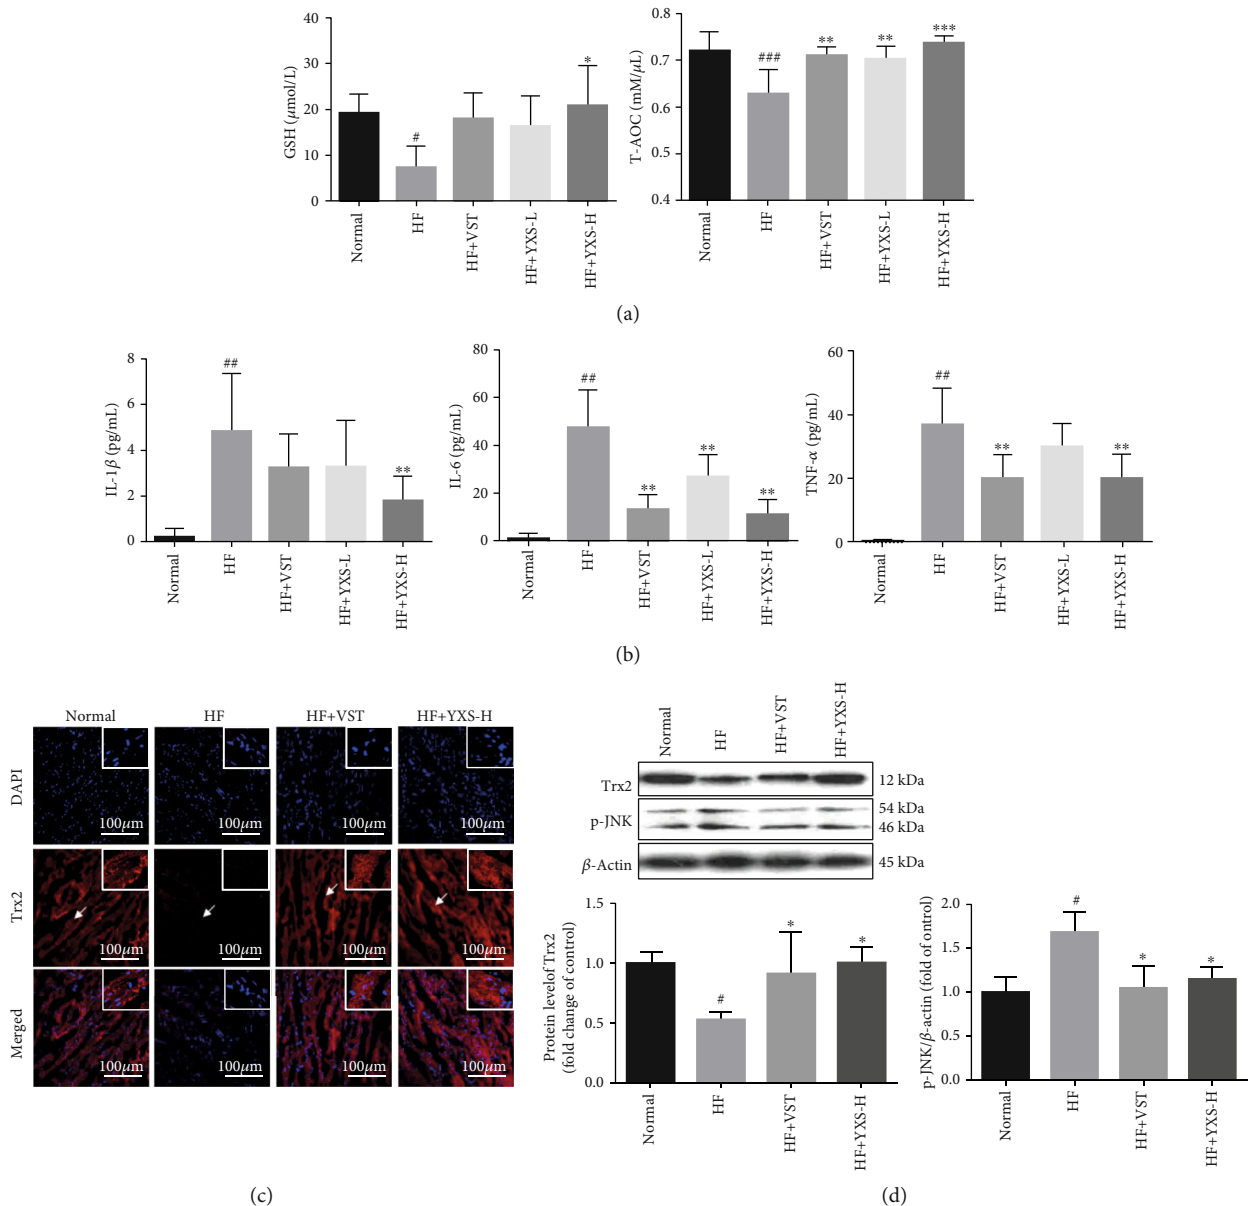 GSH (μmol/L)
40
30
20
10
0
#
*
Normal
HF
HF+VST
HF+YXS-L
HF+YXS-H
T-AOC (mM/μL)
0.8
0.7
0.6
0.5
0.4
###
**
**
***
Normal
HF
HF+VST
HF+YXS-L
HF+YXS-H
(a)
IL-1β (pg/mL)
8
6
4
2
0
##
**
Normal
HF
HF+VST
HF+YXS-L
HF+YXS-H
IL-6 (pg/mL)
80
60
40
20
0
##
**
**
**
Normal
HF
HF+VST
HF+YXS-L
HF+YXS-H
TNF-α (pg/mL)
60
40
20
0
##
**
**
Normal
HF
HF+VST
HF+YXS-L
HF+YXS-H
(b)
Normal HF HF+VST HF+YXS-H
DAPI
100μm 100μm 100μm 100μm
Trx2
100μm 100μm 100μm 100μm
Merged
100μm 100μm 100μm 100μm
(c)
Normal
HF
HF+VST
HF+YXS-H
Trx2 12 kDa
p-JNK 54 kDa
46 kDa
β-Actin 45 kDa
Protein levelof Trx2
(fold change of control)
1.5
1.0
0.5
0.0
#
*
*
Normal
HF
HF+VST
HF+YXS-H
p-JNK/β-actin (fold of ontrol)
2.0
1.5
1.0
0.5
0.0
#
*
*
Normal
HF
HF+VST
HF+YXS-H
(d)